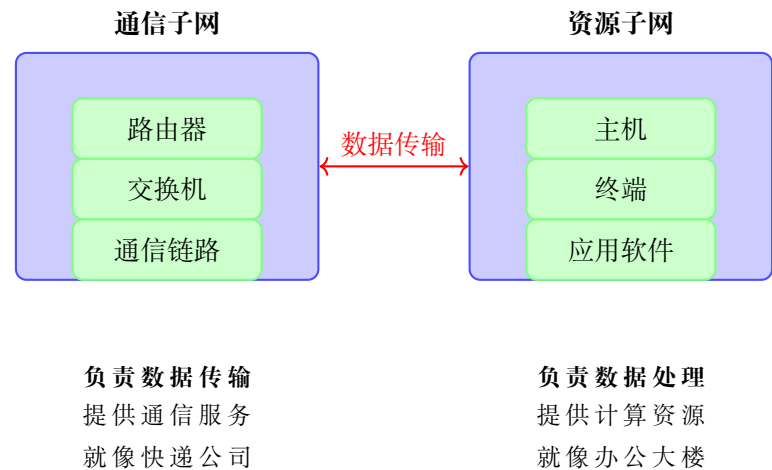 通信子网
资源子网
路由器
交换机
通信链路
数据传输
主机
终端
应用软件
负责数据传输
提供通信服务
就像快递公司
负责数据处理
提供计算资源
就像办公大楼